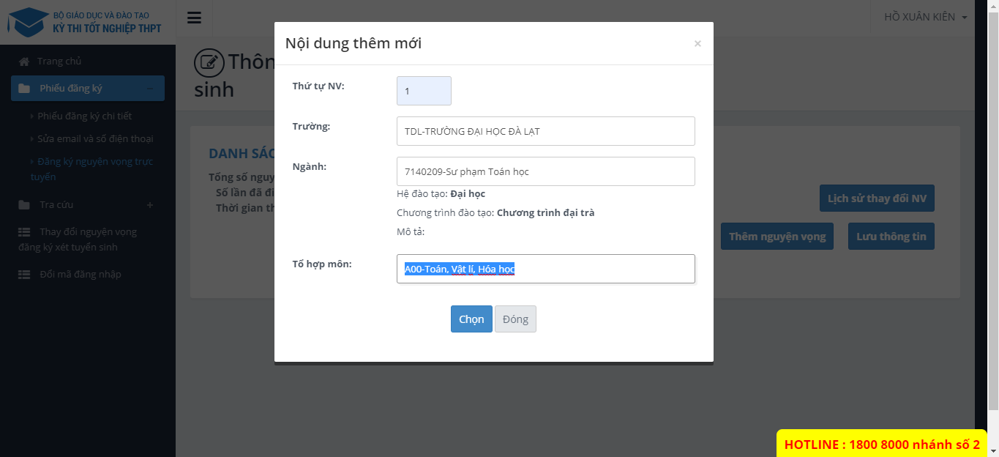 BỘ GIÁO DỤC VÀ ĐÀO TẠO
KỲ THI TỐT NGHIỆP THPT
HỒ XUÂN KIÊN
Trang chủ
Phiếu đăng ký
Phiếu đăng ký chi tiết
Sửa email và số điện thoại
Đăng ký nguyện vọng trực
tuyến
Tra cứu
Thay đổi nguyện vọng
đăng ký xét tuyển sinh
Đổi mã đăng nhập
Thôn
sinh
DANH SÁC
Tổng số nguy
Số lần đã đi
Thời gian th
Lịch sử thay đổi NV
Thêm nguyện vọng
Lưu thông tin
Nội dung thêm mới
×
Thứ tự NV:
1
Trường:
TDL-TRƯỜNG ĐẠI HỌC ĐÀ LẠT
Ngành:
7140209-Sư phạm Toán học
Hệ đào tạo: Đại học
Chương trình đào tạo: Chương trình đại trà
Mô tả:
Tổ hợp môn:
A00-Toán, Vật lí, Hóa học
Chọn
Đóng
HOTLINE : 1800 8000 nhánh số 2